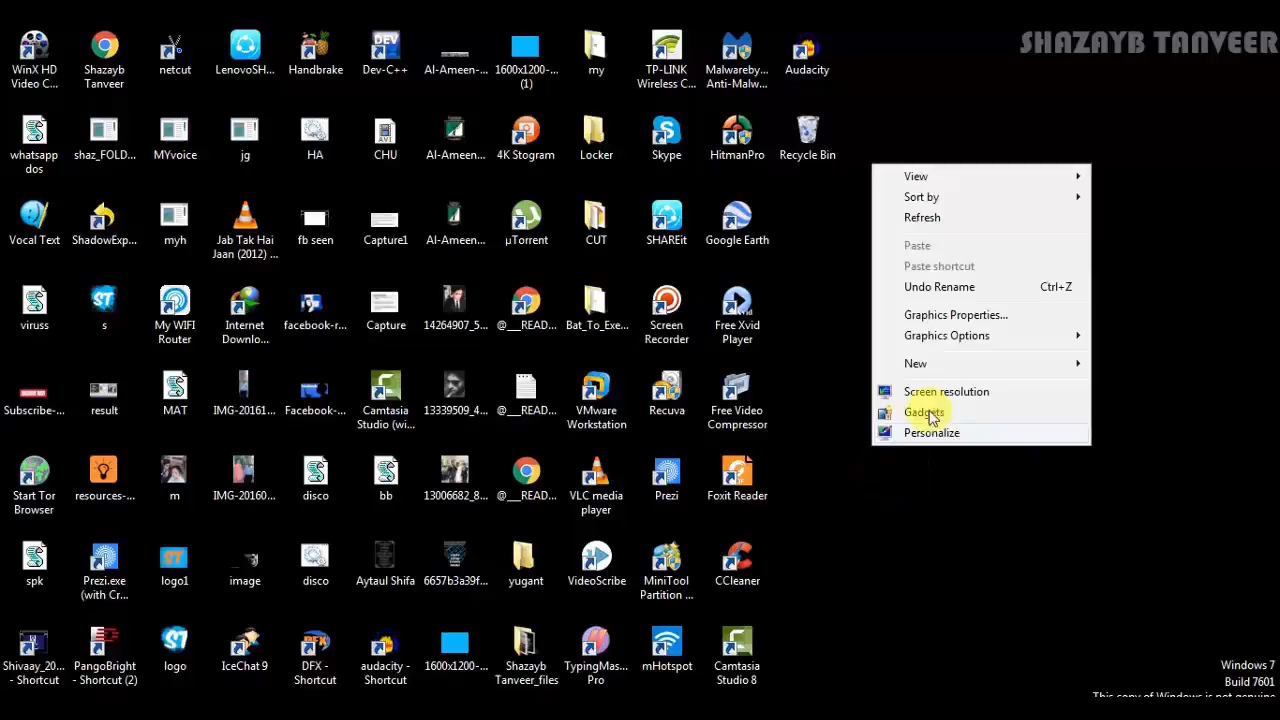 SHAZAYB TANVEER
WinX HD
Video C...
Shazayb
Tanveer
netcut
LenovoSH...
Handbrake
Dev-C++
Al-Ameen-...
1600x1200-...
(1)
my
TP-LINK
Wireless C...
Malwareby...
Anti-Malw...
Audacity
whatsapp
dos
shaz_FOLD...
MYvoice
jg
HA
CHU
Al-Ameen...
4K Stogram
Locker
Skype
HitmanPro
Recycle Bin
Vocal Text
ShadowExp...
myh
Jab Tak Hai
Jaan (2012) ...
fb seen
Capture1
Al-Ameen...
µTorrent
CUT
SHAREit
Google Earth
viruss
s
My WIFI
Router
Internet
Downlo...
facebook-r...
Capture
14264907_5...
@___READ...
Bat_To_Exe...
Screen
Recorder
Free Xvid
Player
Subscribe-...
result
MAT
IMG-20161...
Facebook-...
Camtasia
Studio (wi...
13339509_4...
@___READ...
VMware
Workstation
Recuva
Free Video
Compressor
Start Tor
Browser
resources-...
m
IMG-20160...
disco
bb
13006682_8...
@___READ...
VLC media
player
Prezi
Foxit Reader
spk
Prezi.exe
(with Cr...
logo1
image
disco
Aytaul Shifa
6657b3a39f...
yugant
VideoScribe
MiniTool
Partition ...
CCleaner
Shivaay_20...
- Shortcut
PangoBright
- Shortcut (2)
logo
IceChat 9
DFX -
Shortcut
audacity -
Shortcut
1600x1200-...
Shazayb
Tanveer_files
TypingMas...
Pro
mHotspot
Camtasia
Studio 8
View
Sort by
Refresh
Paste
Paste shortcut
Undo Rename Ctrl+Z
Graphics Properties...
Graphics Options
New
Screen resolution
Gadgets
Personalize
Windows 7
Build 7601
This copy of Windows is not genuine